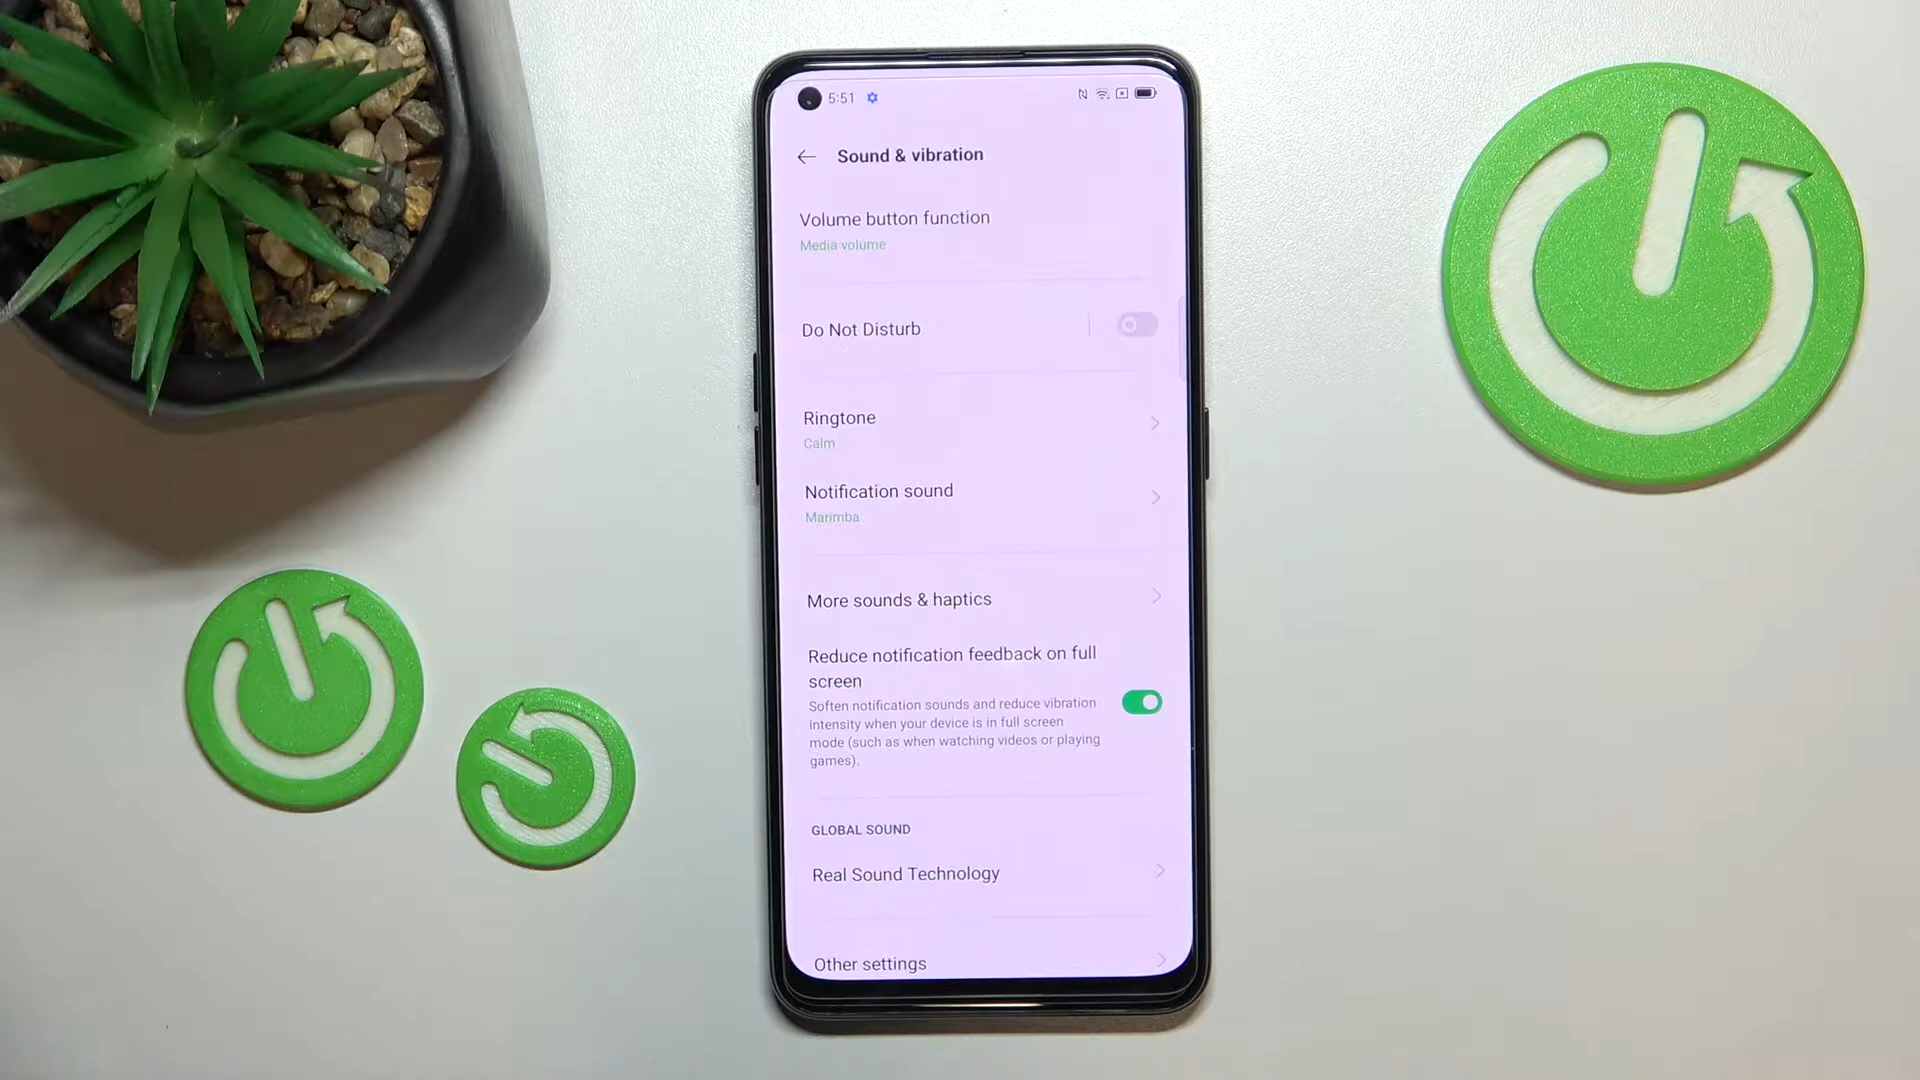 5:51
Sound & vibration
Volume button function
Media volume
Do Not Disturb
Ringtone
Calm
Notification sound
Marimba
More sounds & haptics
Reduce notification feedback on full
screen
Soften notification sounds and reduce vibration
intensity when your device is in full screen
mode (such as when watching videos or playing
games).
GLOBAL SOUND
Real Sound Technology
Other settings